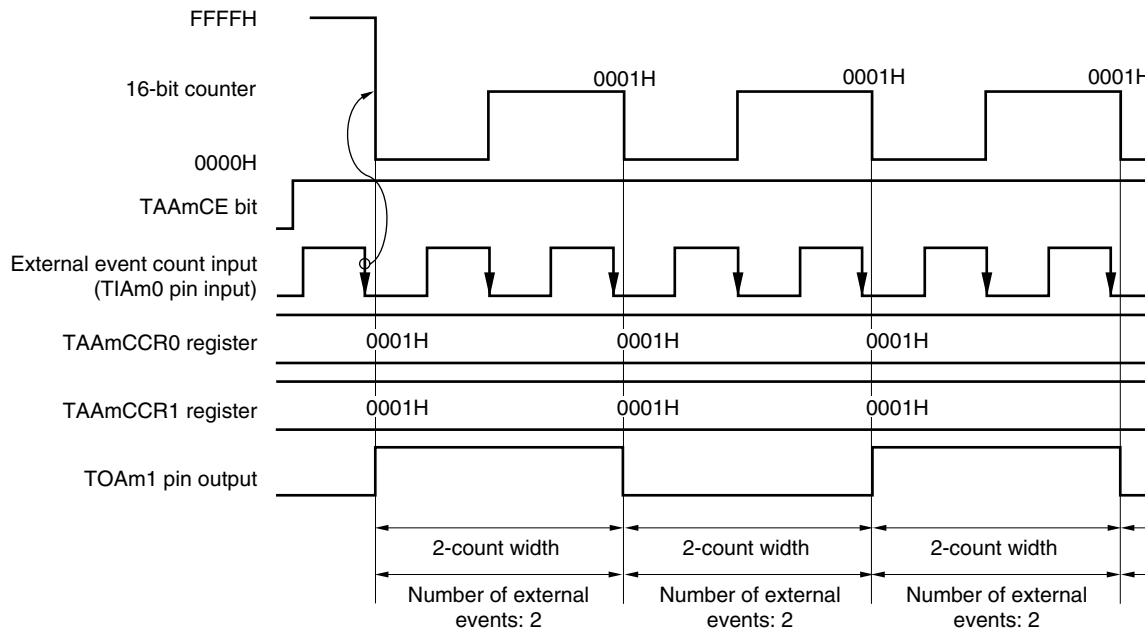 FFFFH
0001H 0001H 0001H
16-bit counter
0000H
TAAmCE bit
External event count input
(TIAm0 pin input)
TAAmCCR0 register
0001H 0001H 0001H
TAAmCCR1 register
0001H 0001H 0001H
TOAm1 pin output
2-count width 2-count width 2-count width
Number of external Number of external Number of external
events: 2 events: 2 events: 2